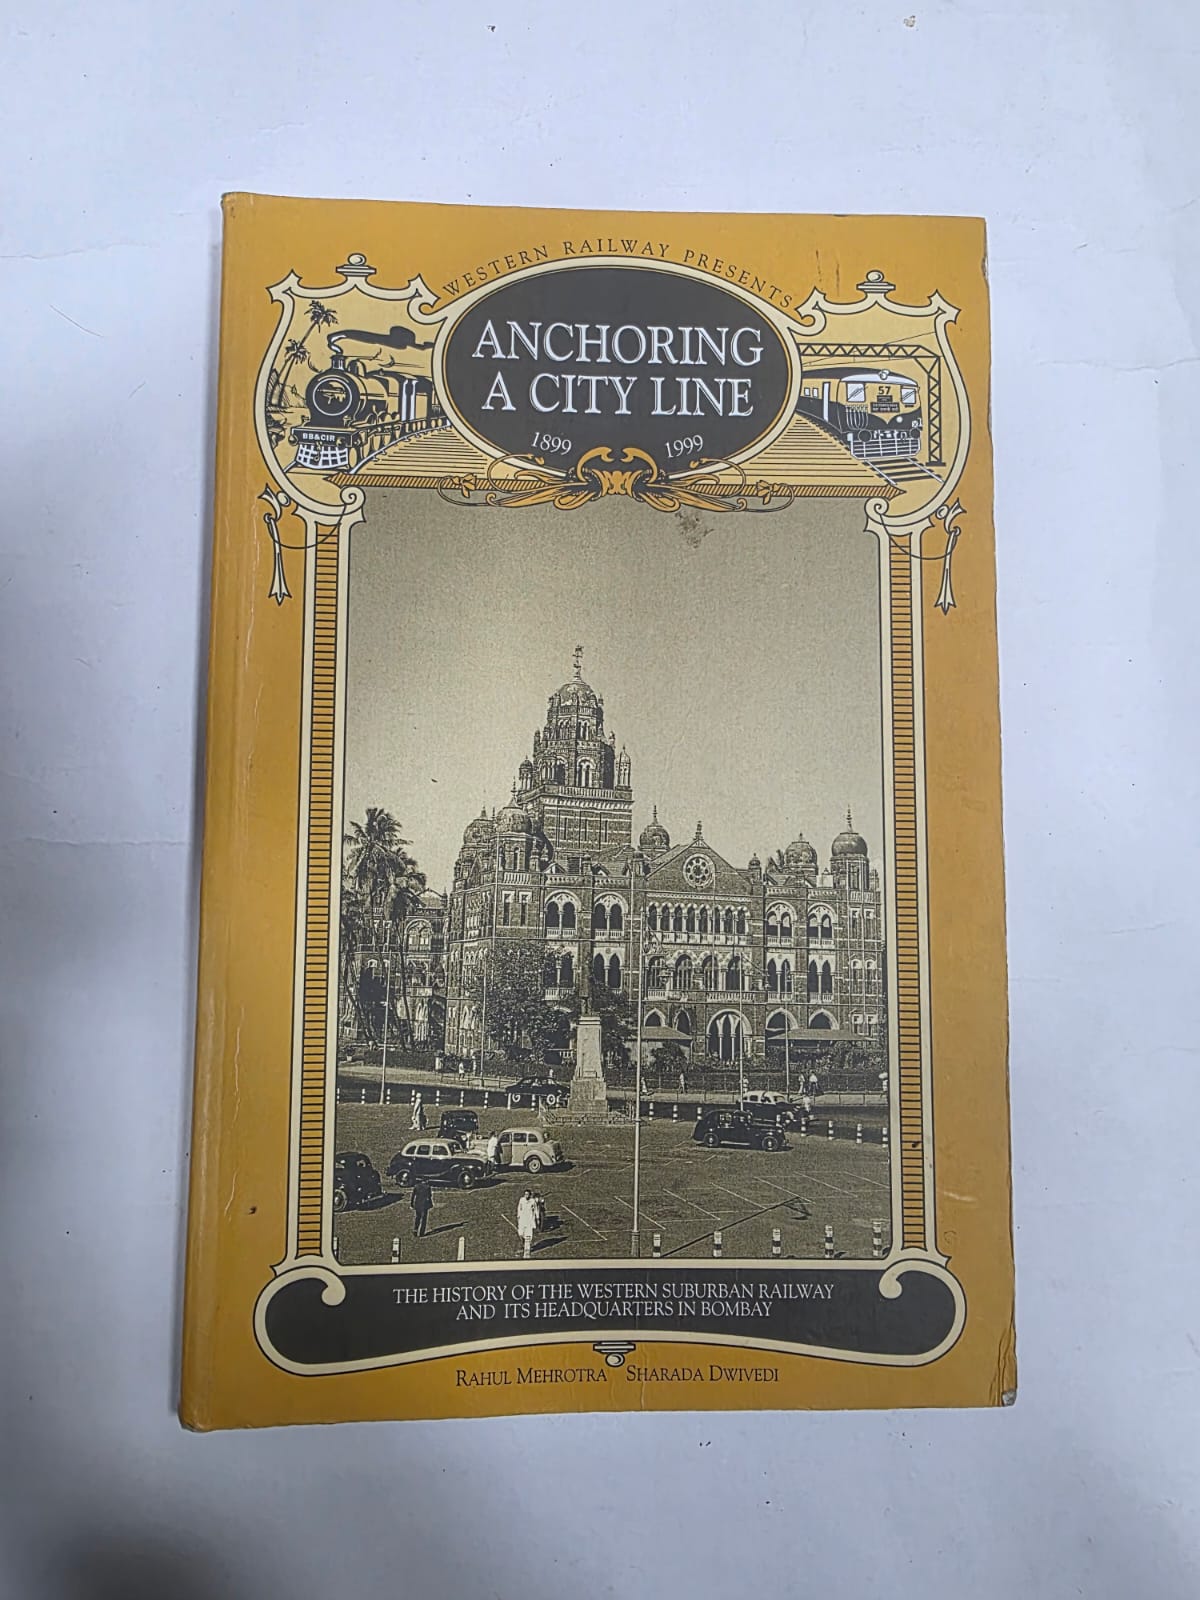 WESTERN RAILWAY PRESENTS
ANCHORING
A CITY LINE
1899 1999
BB&CIR
57
THE HISTORY OF THE WESTERN SUBURBAN RAILWAY
AND ITS HEADQUARTERS IN BOMBAY
RAHUL MEHROTRA SHARADA DWIVEDI